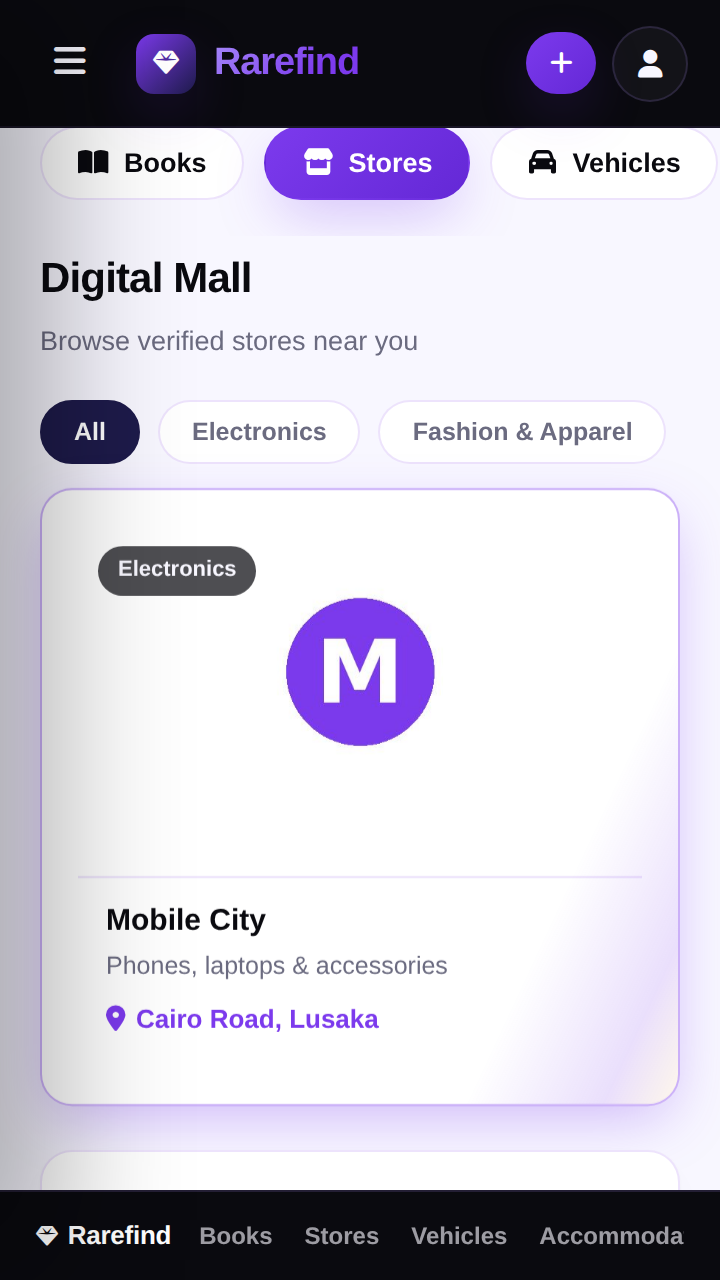 Rarefind
Books Stores Vehicles
Digital Mall
Browse verified stores near you
All Electronics Fashion & Apparel
Electronics
M
Mobile City
Phones, laptops & accessories
Cairo Road, Lusaka
Rarefind Books Stores Vehicles Accommoda